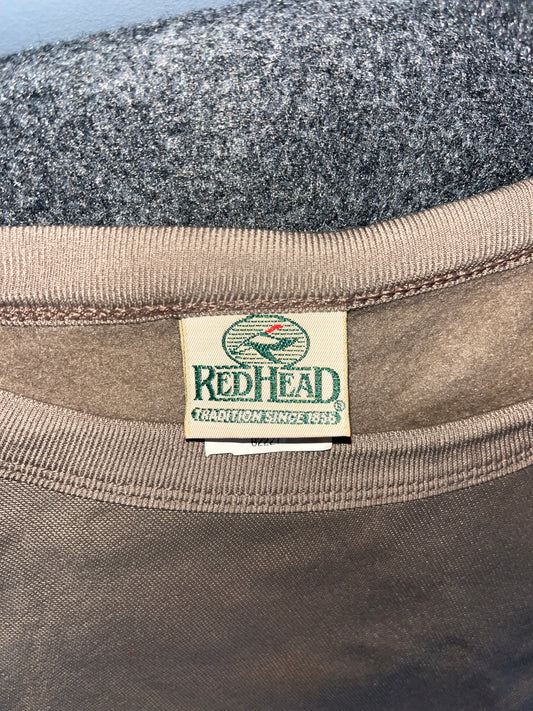 REDHEAD
®
TRADITION SINCE 1856